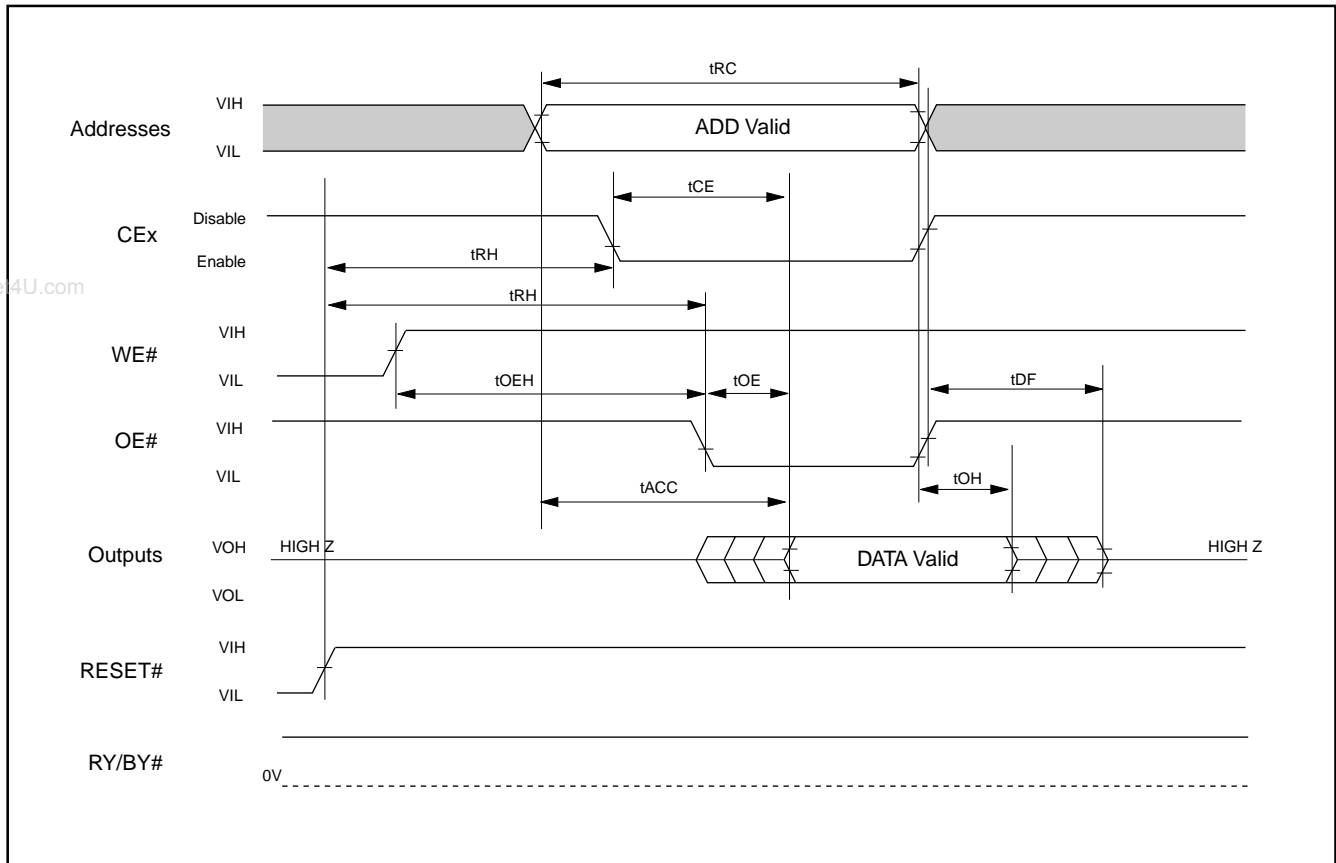 tRC
Addresses
VIH
VIL
ADD Valid
tCE
CEx
Disable
Enable
tRH
et4U.com
tRH
WE#
VIH
VIL
tOEH
tOE
tDF
OE#
VIH
VIL
tACC
tOH
Outputs
VOH
VOL
HIGH Z
DATA Valid
HIGH Z
RESET#
VIH
VIL
RY/BY#
0V